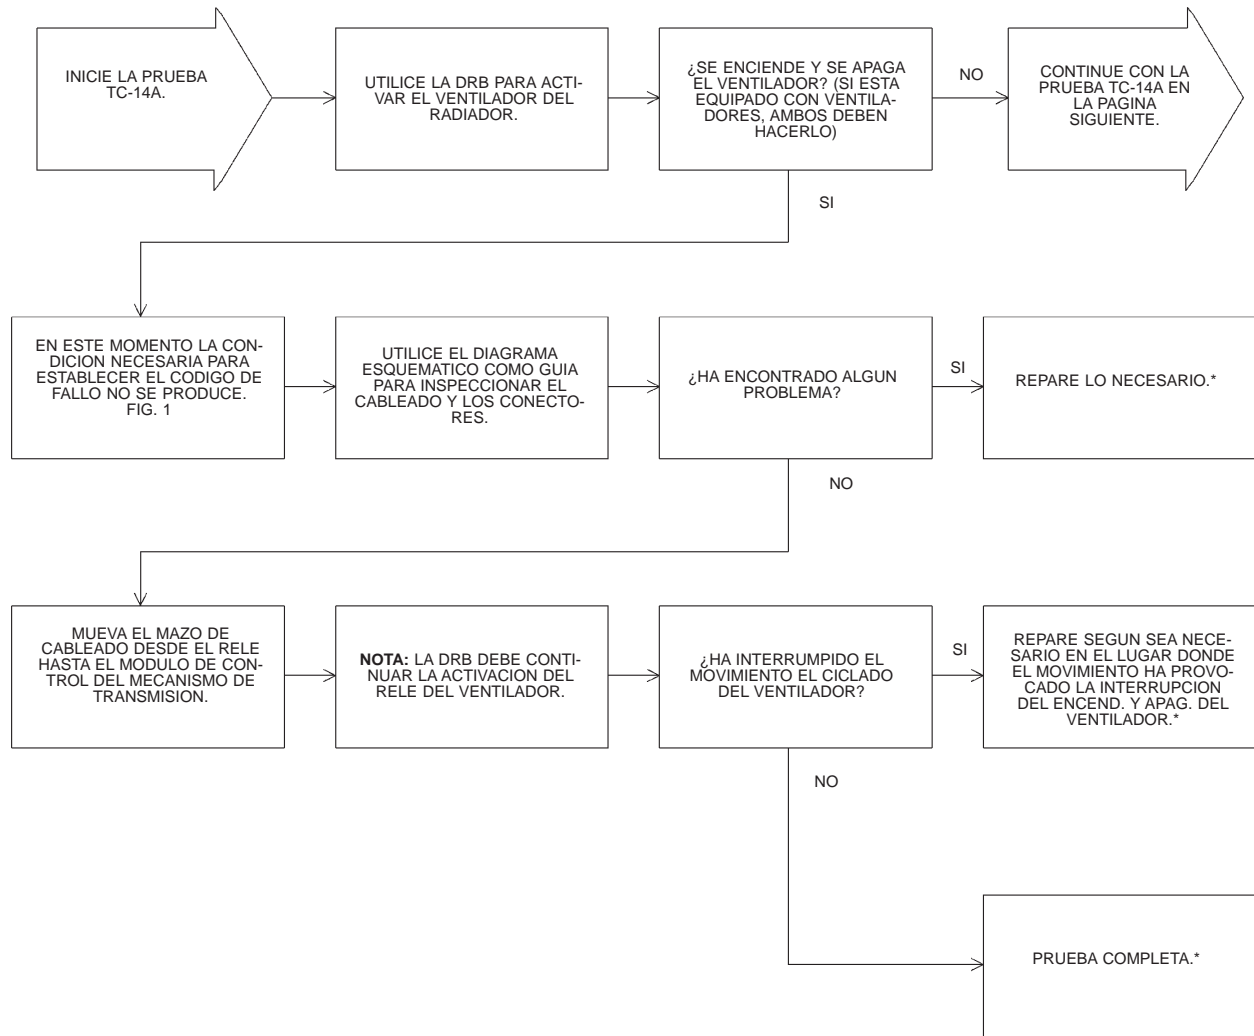 INICIE LA PRUEBA
TC-14A.
UTILICE LA DRB PARA ACTI-
VAR EL VENTILADOR DEL
RADIADOR.
¿SE ENCIENDE Y SE APAGA
EL VENTILADOR? (SI ESTA
EQUIPADO CON VENTILA-
DORES, AMBOS DEBEN
HACERLO)
NO
CONTINUE CON LA
PRUEBA TC-14A EN
LA PAGINA
SIGUIENTE.
SI
EN ESTE MOMENTO LA CON-
DICION NECESARIA PARA
ESTABLECER EL CODIGO DE
FALLO NO SE PRODUCE.
FIG. 1
UTILICE EL DIAGRAMA
ESQUEMATICO COMO GUIA
PARA INSPECCIONAR EL
CABLEADO Y LOS CONECTO-
RES.
¿HA ENCONTRADO ALGUN
PROBLEMA?
SI
REPARE LO NECESARIO.*
NO
MUEVA EL MAZO DE
CABLEADO DESDE EL RELE
HASTA EL MODULO DE CON-
TROL DEL MECANISMO DE
TRANSMISION.
NOTA: LA DRB DEBE CONTI-
NUAR LA ACTIVACION DEL
RELE DEL VENTILADOR.
¿HA INTERRUMPIDO EL
MOVIMIENTO EL CICLADO
DEL VENTILADOR?
SI
REPARE SEGUN SEA NECE-
SARIO EN EL LUGAR DONDE
EL MOVIMIENTO HA PROVO-
CADO LA INTERRUPCION
DEL ENCEND. Y APAG. DEL
VENTILADOR.*
NO
PRUEBA COMPLETA.*